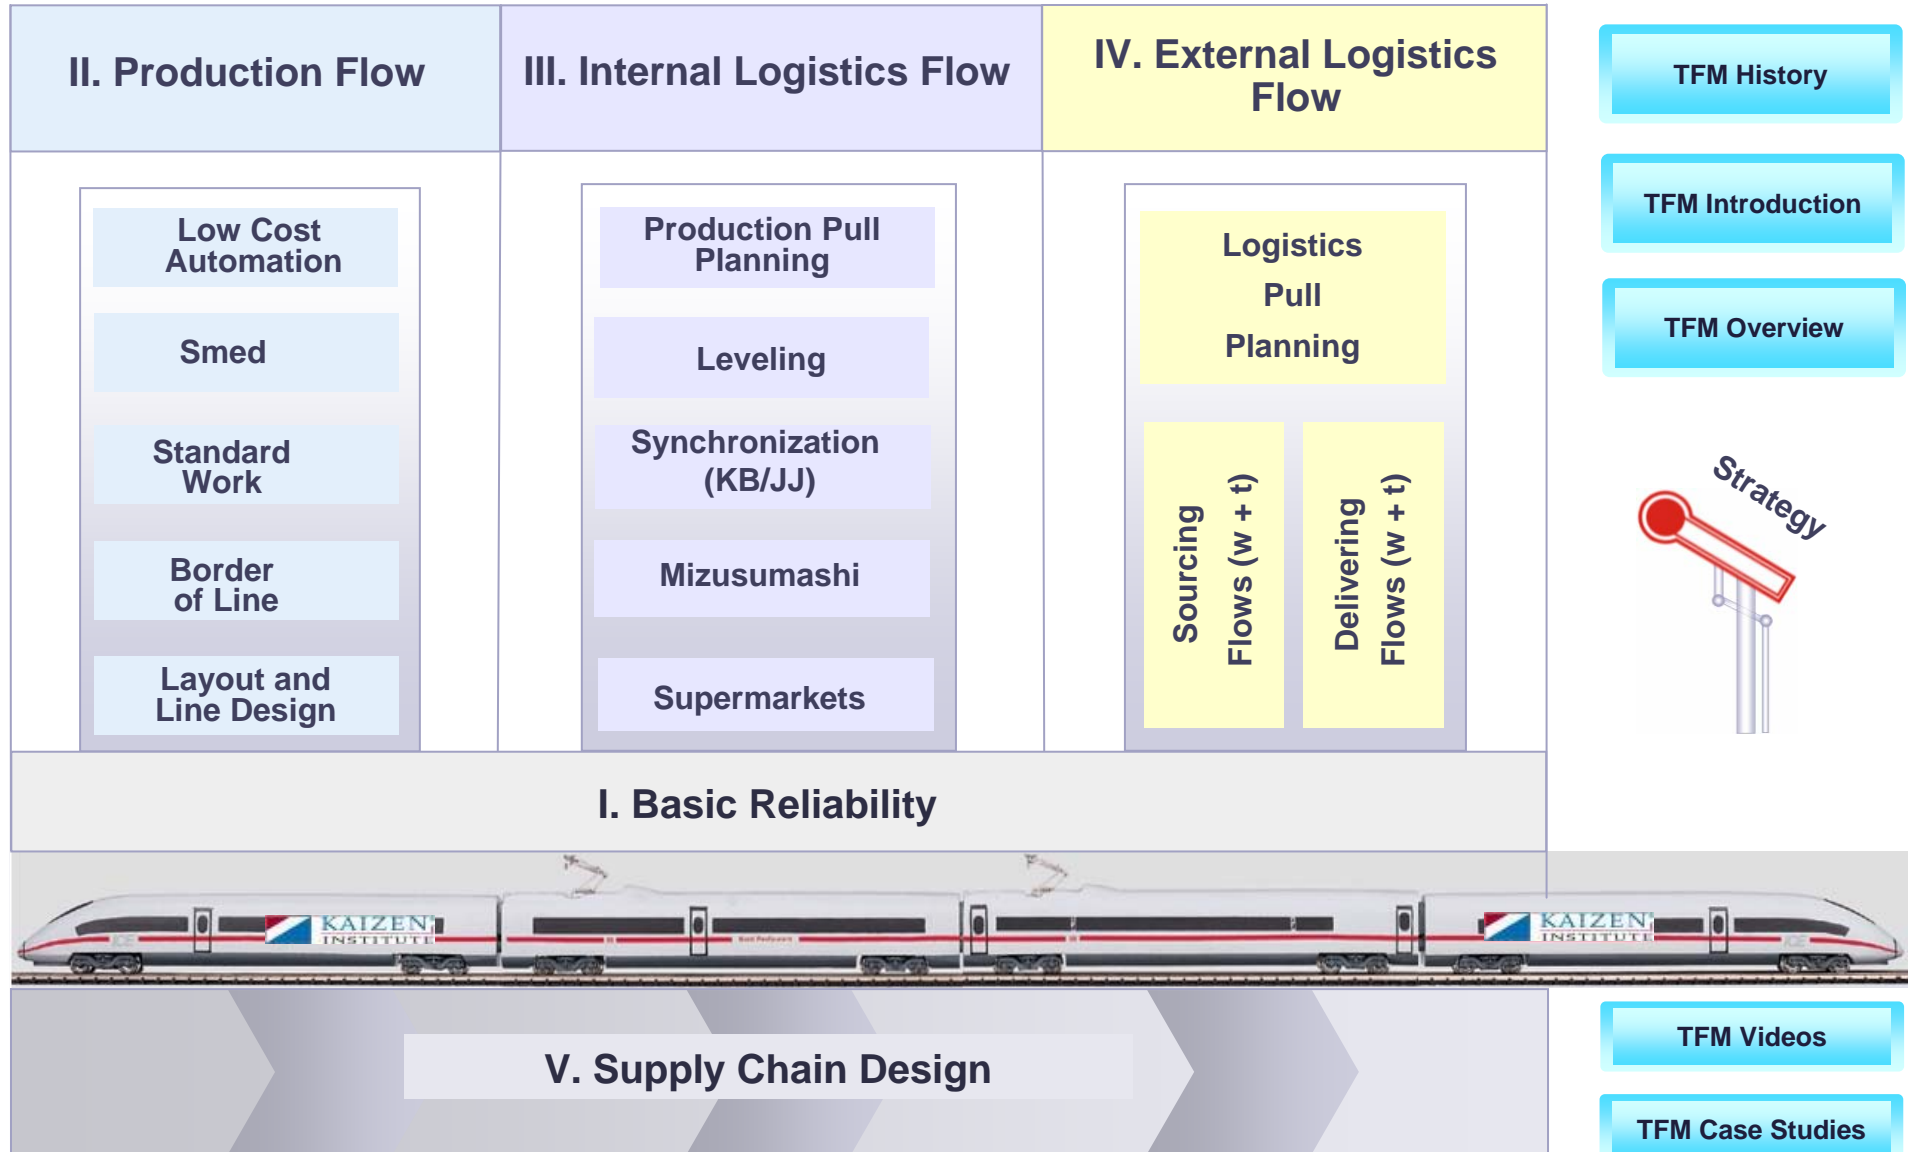 II. Production Flow
III. Internal Logistics Flow
IV. External Logistics
Flow
Low Cost
Automation
Smed
Standard
Work
Border
of Line
Layout and
Line Design
Production Pull
Planning
Leveling
Synchronization
(KB/JJ)
Mizusumashi
Supermarkets
Logistics
Pull
Planning
Sourcing
Flows (w + t)
Delivering
Flows (w + t)
I. Basic Reliability
TFM History
TFM Introduction
TFM Overview
Strategy
ICE
KAIZEN
INSTITUTE
KAIZEN
INSTITUTE
ICE
V. Supply Chain Design
TFM Videos
TFM Case Studies